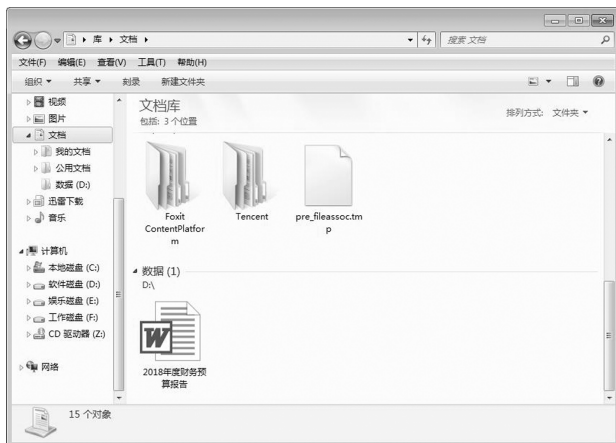 库 文档
搜索 文档
文件(F) 编辑(E) 查看(V) 工具(T) 帮助(H)
组织 共享 刻录 新建文件夹
视频
图片
文档
我的文档
公用文档
数据 (D:)
迅雷下载
音乐
计算机
本地磁盘 (C:)
软件磁盘 (D:)
娱乐磁盘 (E:)
工作磁盘 (F:)
CD 驱动器 (Z:)
网络
文档库
包括: 3 个位置
排列方式: 文件夹
Foxit
ContentPlatfor
m
Tencent
pre_fileassoc.tm
p
数据 (1)
D:\
W
2018年度财务预
算报告
15 个对象